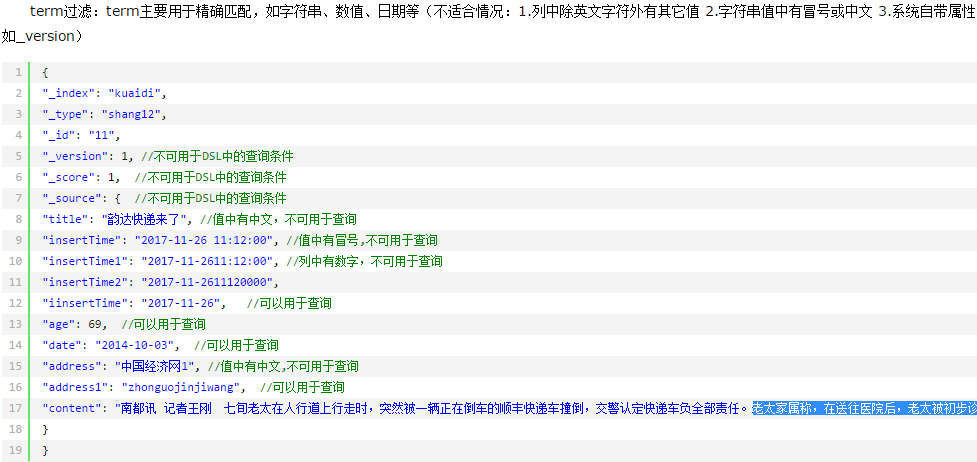 term过滤：term主要用于精确匹配，如字符串、数值、日期等（不适合情况：1.列中除英文字符外有其它值 2.字符串值中有冒号或中文 3.系统自带属性
如_version）
1 {
2 "_index": "kuaidi",
3 "_type": "shang12",
4 "_id": "11",
5 "_version": 1, //不可用于DSL中的查询条件
6 "_score": 1,  //不可用于DSL中的查询条件
7 "_source": {  //不可用于DSL中的查询条件
8 "title": "韵达快递来了", //值中有中文，不可用于查询
9 "insertTime": "2017-11-26 11:12:00", //值中有冒号,不可用于查询
10 "insertTime1": "2017-11-2611:12:00", //列中有数字，不可用于查询
11 "insertTime2": "2017-11-2611120000",
12 "iinsertTime": "2017-11-26",   //可以用于查询
13 "age": 69,  //可以用于查询
14 "date": "2014-10-03",  //可以用于查询
15 "address": "中国经济网1", //值中有中文,不可用于查询
16 "address1": "zhonguojinjiwang",  //可以用于查询
17 "content": "南都讯 记者王刚  七旬老太在人行道上行走时，突然被一辆正在倒车的顺丰快递车撞倒，交警认定快递车负全部责任。老太家属称，在送往医院后，老太被初步诊
18 }
19 }